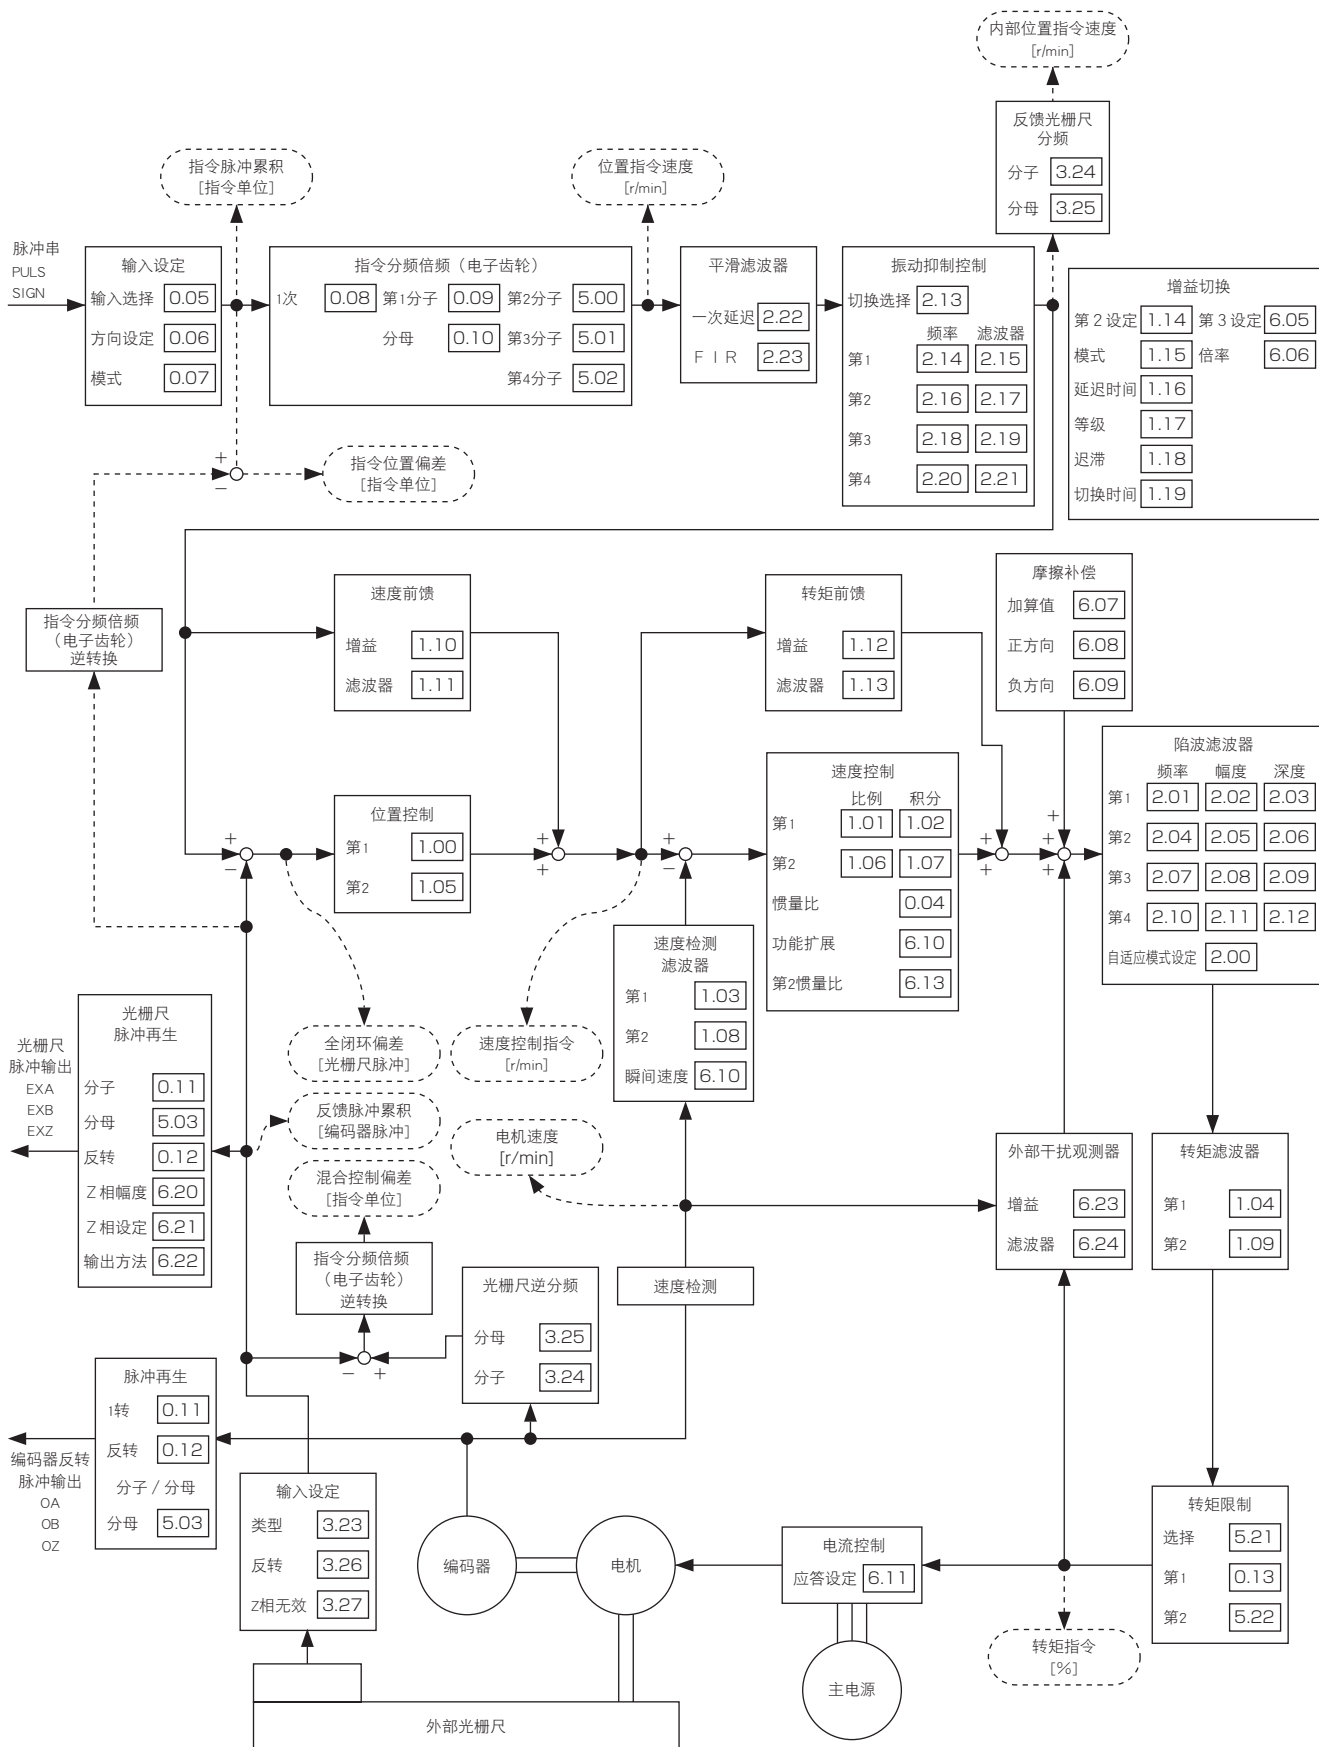 内部位置指令速度
[r/min]
反馈光栅尺
分频
分子 3.24
分母 3.25
指令脉冲累积
[指令单位]
位置指令速度
[r/min]
脉冲串
PULS
SIGN
输入设定
输入选择 0.05
方向设定 0.06
模式 0.07
指令分频倍频（电子齿轮）
1次 0.08 第1分子 0.09 第2分子 5.00
分母 0.10 第3分子 5.01
第4分子 5.02
平滑滤波器
一次延迟 2.22
ＦＩＲ 2.23
振动抑制控制
切换选择 2.13
频率 滤波器
第1 2.14 2.15
第2 2.16 2.17
第3 2.18 2.19
第4 2.20 2.21
增益切换
第２设定 1.14 第３设定 6.05
模式 1.15 倍率 6.06
延迟时间 1.16
等级 1.17
迟滞 1.18
切换时间 1.19
+
−
指令位置偏差
[指令单位]
指令分频倍频
（电子齿轮）
逆转换
速度前馈
增益 1.10
滤波器 1.11
转矩前馈
增益 1.12
滤波器 1.13
摩擦补偿
加算值 6.07
正方向 6.08
负方向 6.09
+
−
位置控制
第1 1.00
第2 1.05
+
+
+
−
速度控制
比例 积分
第1 1.01 1.02
第2 1.06 1.07
惯量比 0.04
功能扩展 6.10
第2惯量比 6.13
+
+
+
+
+
陷波滤波器
频率 幅度 深度
第1 2.01 2.02 2.03
第2 2.04 2.05 2.06
第3 2.07 2.08 2.09
第4 2.10 2.11 2.12
自适应模式设定 2.00
速度检测
滤波器
第1 1.03
第2 1.08
瞬间速度 6.10
全闭环偏差
[光栅尺脉冲]
速度控制指令
[r/min]
光栅尺
脉冲输出
EXA
EXB
EXZ
光栅尺
脉冲再生
分子 0.11
分母 5.03
反转 0.12
Ｚ相幅度 6.20
Ｚ相设定 6.21
输出方法 6.22
反馈脉冲累积
[编码器脉冲]
混合控制偏差
[指令单位]
电机速度
[r/min]
外部干扰观测器
增益 6.23
滤波器 6.24
转矩滤波器
第1 1.04
第2 1.09
指令分频倍频
（电子齿轮）
逆转换
光栅尺逆分频
分母 3.25
分子 3.24
速度检测
− +
脉冲再生
1转 0.11
反转 0.12
分子 / 分母
分母 5.03
编码器反转
脉冲输出
OA
OB
OZ
输入设定
类型 3.23
反转 3.26
Z相无效 3.27
编码器
电机
电流控制
应答设定 6.11
转矩限制
选择 5.21
第1 0.13
第2 5.22
转矩指令
[%]
主电源
外部光栅尺